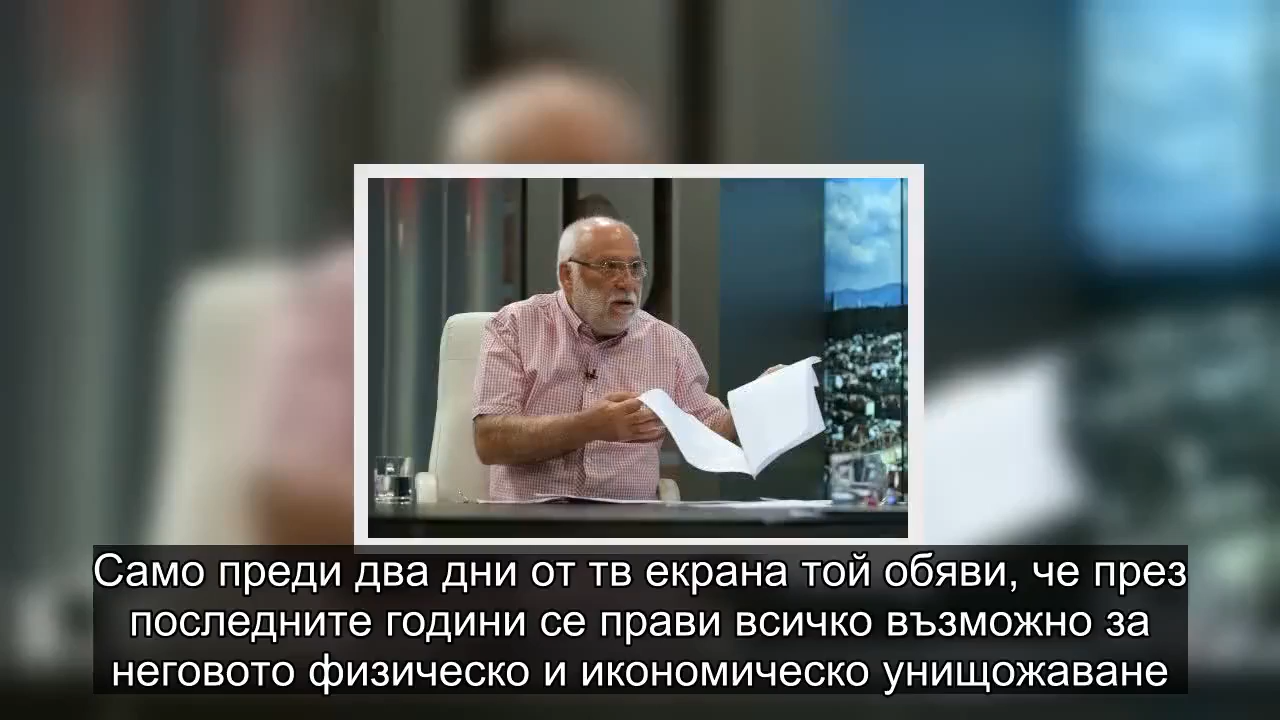 Само преди два дни от тв екрана той обяви, че през
последните години се прави всичко възможно за
неговото физическо и икономическо унищожаване